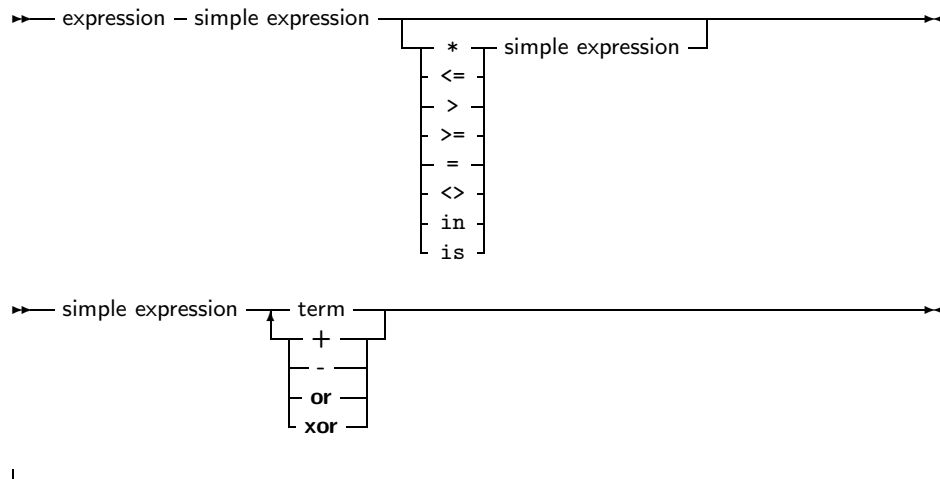 expression simple expression
* simple expression
<=
>
>=
=
<>
in
is
simple expression term
+
-
or
xor